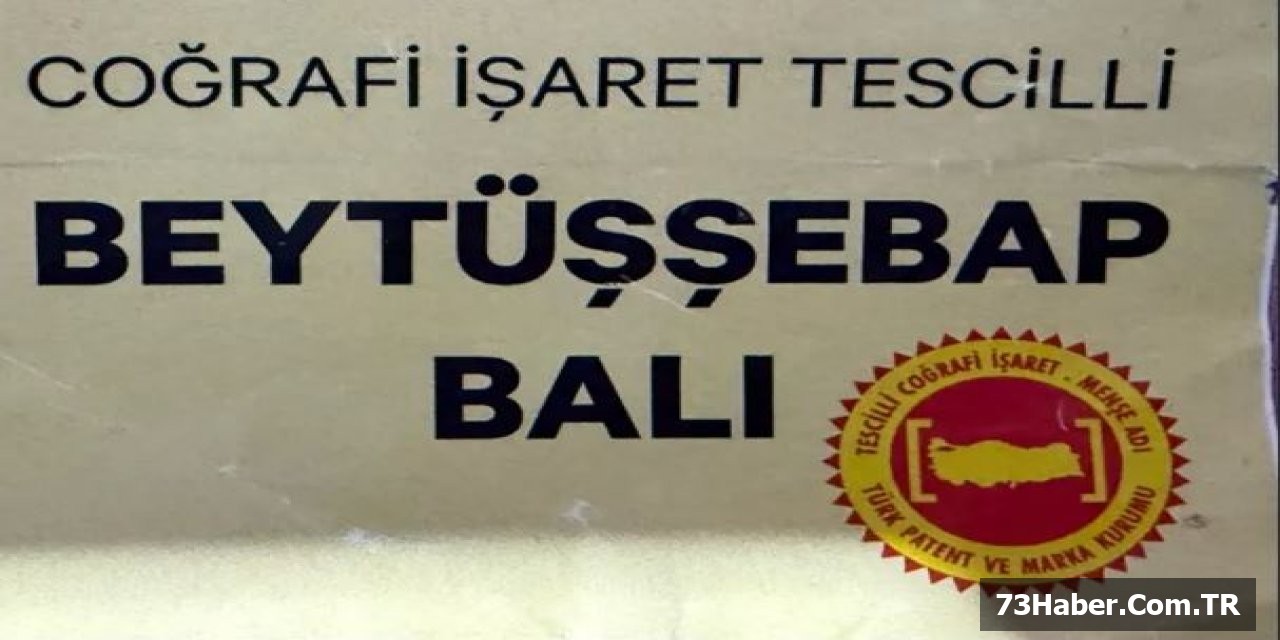 COĞRAFİ İŞARET TESCİLLİ
BEYTÜŞŞEBAP
BALI
TESCİLLİ COĞRAFİ İŞARET - MENŞE ADI
TÜRK PATENT VE MARKA KURUMU
73Haber.Com.TR